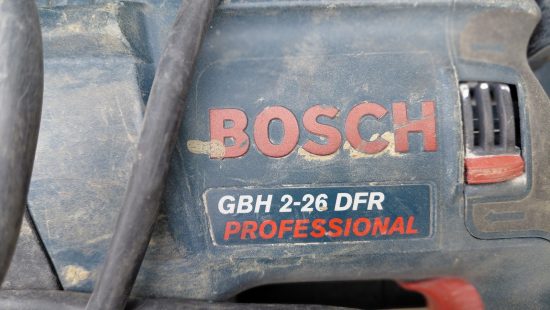 BOSCH
GBH 2-26 DFR
PROFESSIONAL